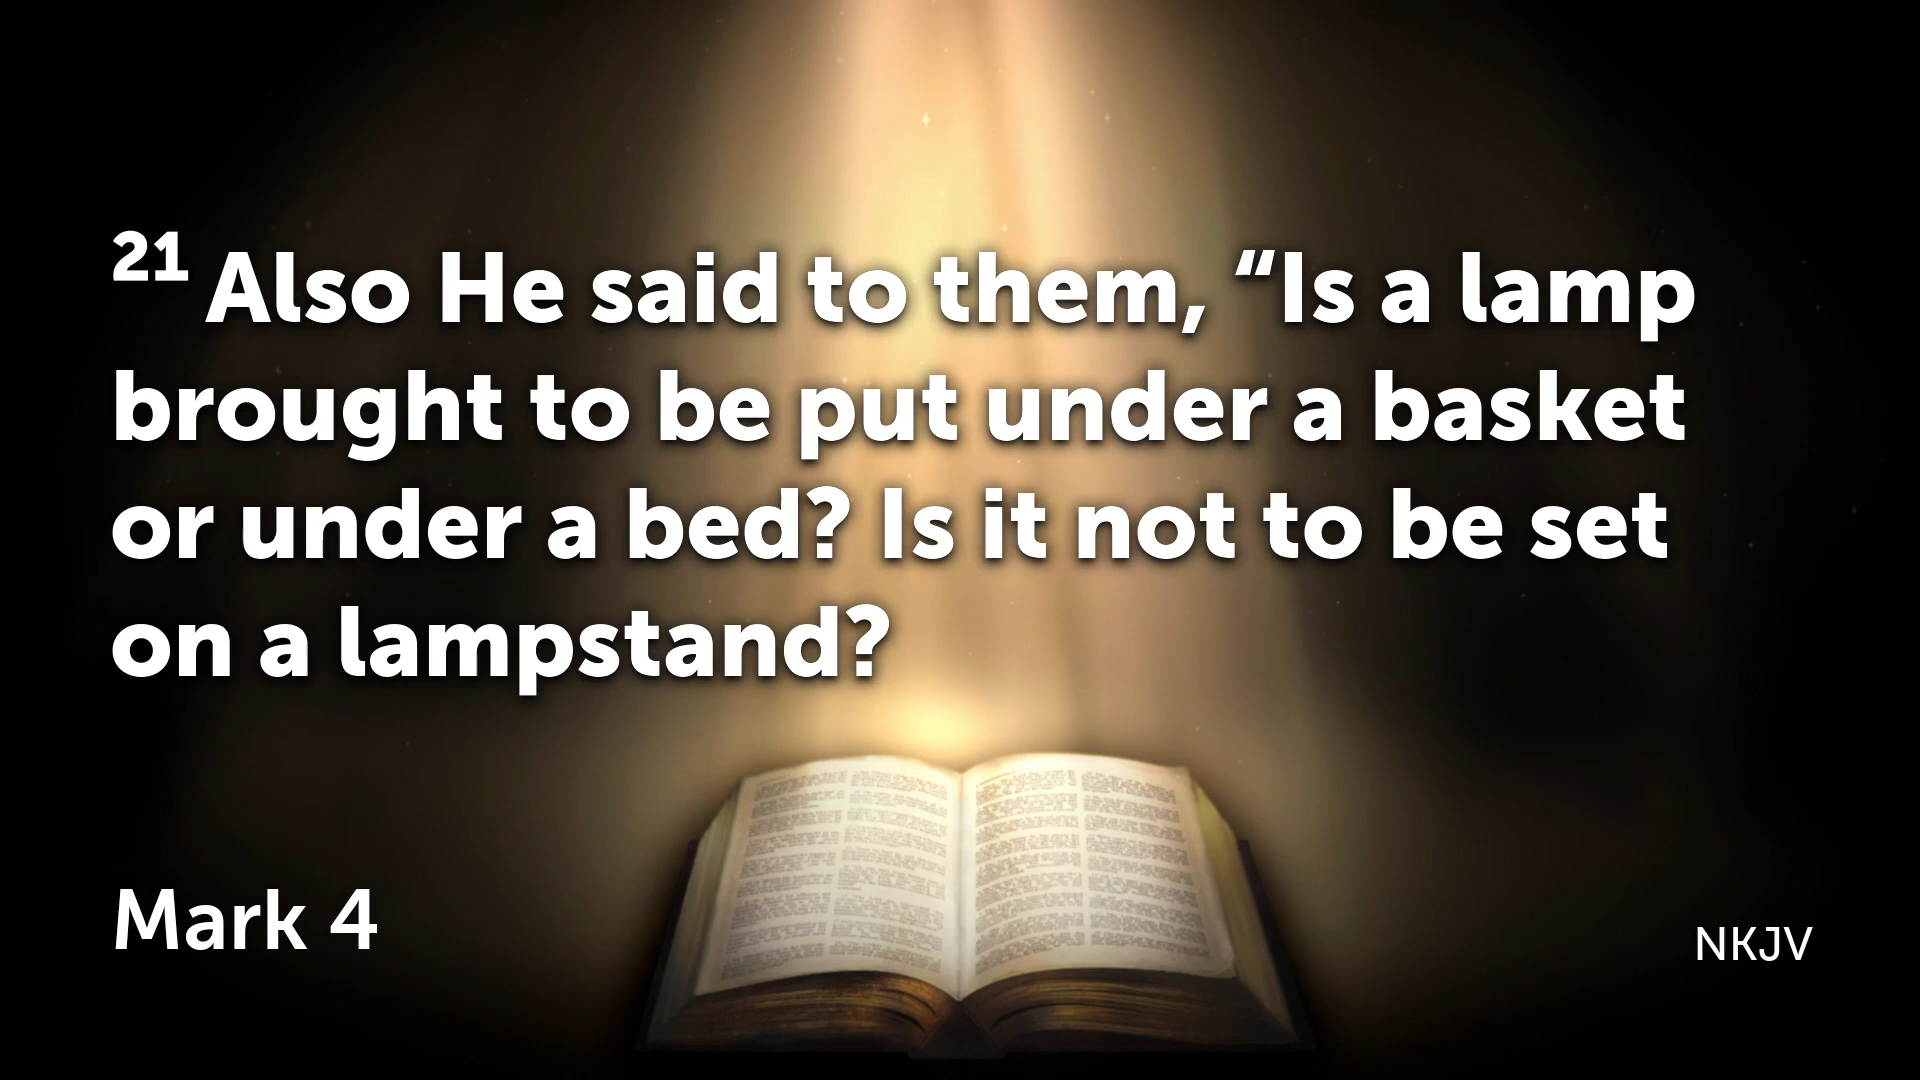 21 Also He said to them, “Is a lamp
brought to be put under a basket
or under a bed? Is it not to be set
on a lampstand?
Mark 4
NKJV